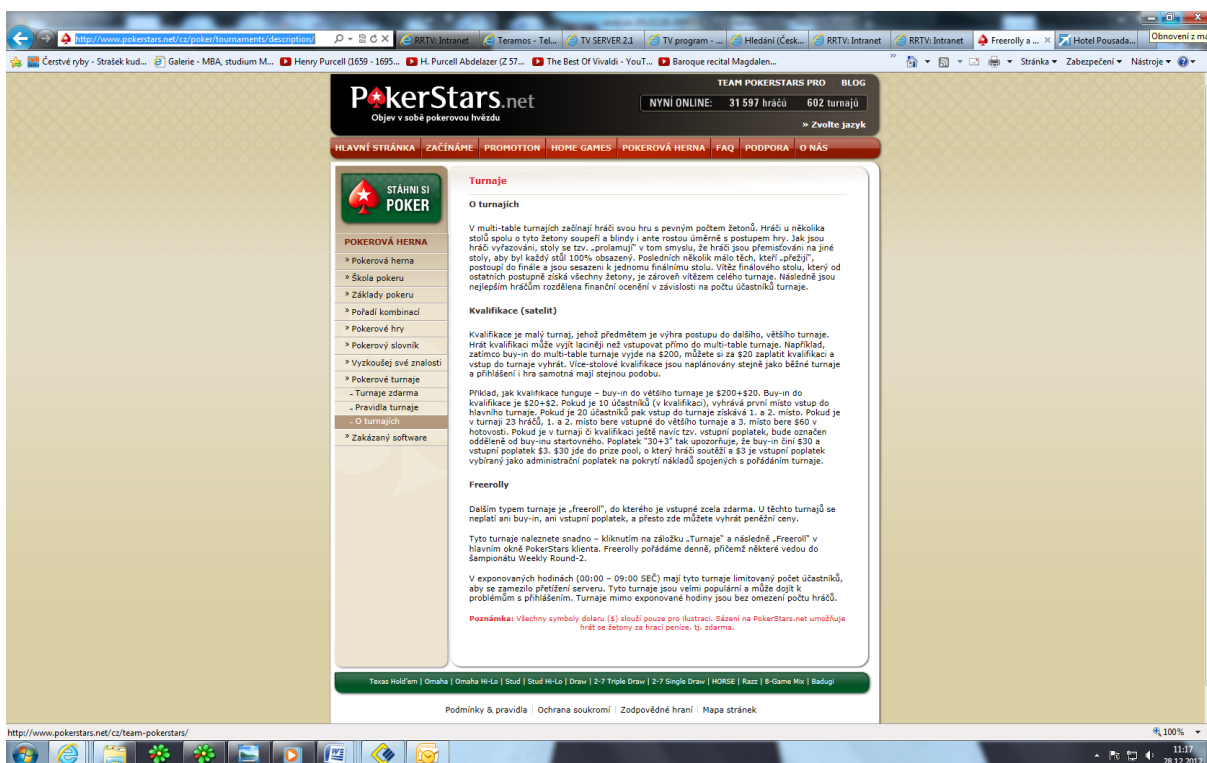 http://www.pokerstars.net/cz/poker/tournaments/description/
RRTV: Intranet
Teramos - Tel...
TV SERVER 2.1
TV program - ...
Hledání (Česk...
RRTV: Intranet
RRTV: Intranet
Freerolly a ...
Hotel Pousada...
Obnovení z ma
Čerstvé ryby - Strašek kud...
Galerie - MBA, studium M...
Henry Purcell (1659 - 1695...
H. Purcell Abdelazer (Z 57...
The Best Of Vivaldi - YouT...
Baroque recital Magdalen...
Stránka
Zabezpečení
Nástroje
TEAM POKERSTARS PRO BLOG
PokerStars.net
Objev v sobě pokerovou hvězdu
NYNÍ ONLINE: 31 597 hráčů 602 turnajů
» Zvolte jazyk
HLAVNÍ STRÁNKA ZAČÍNÁME PROMOTION HOME GAMES POKEROVÁ HERNA FAQ PODPORA O NÁS
STÁHNI SI
POKER
POKEROVÁ HERNA
Pokerová herna
Škola pokeru
Základy pokeru
Pořadí kombinací
Pokerové hry
Pokerový slovník
Vyzkoušej své znalosti
Pokerové turnaje
Turnaje zdarma
Pravidla turnaje
O turnajích
Zakázaný software
Turnaje
O turnajích
V multi-table turnajích začínají hráči svou hru s pevným počtem žetonů. Hráči u několika
stolů spolu o tyto žetony soupeří a blindy i ante rostou úměrně s postupem hry. Jak jsou
hráči vyřazováni, stoly se tzv. „prolamují" v tom smyslu, že hráči jsou přemisťováni na jiné
stoly, aby byl každý stůl 100% obsazený. Posledních několik málo těch, kteří „přežijí",
postoupí do finále a jsou sesazeni k jednomu finálnímu stolu. Vítěz finálového stolu, který od
ostatních postupně získá všechny žetony, je zároveň vítězem celého turnaje. Následně jsou
nejlepším hráčům rozdělena finanční ocenění v závislosti na počtu účastníků turnaje.
Kvalifikace (satelit)
Kvalifikace je malý turnaj, jehož předmětem je výhra postupu do dalšího, většího turnaje.
Hrát kvalifikaci může vyjít laciněji než vstupovat přímo do multi-table turnaje. Například,
zatímco buy-in do multi-table turnaje vyjde na $200, můžete si za $20 zaplatit kvalifikaci a
vstup do turnaje vyhrát. Více-stolové kvalifikace jsou naplánovány stejně jako běžné turnaje
a přihlášení i hra samotná mají stejnou podobu.
Příklad, jak kvalifikace funguje – buy-in do většího turnaje je $200+$20. Buy-in do
kvalifikace je $20+$2. Pokud je 10 účastníků (v kvalifikaci), vyhrává první místo vstup do
hlavního turnaje. Pokud je 20 účastníků pak vstup do turnaje získává 1. a 2. místo. Pokud je
v turnaji 23 hráčů, 1. a 2. místo bere vstupné do většího turnaje a 3. místo bere $60 v
hotovosti. Pokud je v turnaji či kvalifikaci ještě navíc tzv. vstupní poplatek, bude označen
odděleně od buy-inu startovného. Poplatek "30+3" tak upozorňuje, že buy-in činí $30 a
vstupní poplatek $3. $30 jde do prize pool, o který hráči soutěží a $3 je vstupní poplatek
vybíraný jako administrační poplatek na pokrytí nákladů spojených s pořádáním turnaje.
Freerolly
Dalším typem turnaje je „freeroll", do kterého je vstupné zcela zdarma. U těchto turnajů se
neplatí ani buy-in, ani vstupní poplatek, a přesto zde můžete vyhrát peněžní ceny.
Tyto turnaje naleznete snadno – kliknutím na záložku „Turnaje" a následně „Freeroll" v
hlavním okně PokerStars klienta. Freerolly pořádáme denně, přičemž některé vedou do
šampionátu Weekly Round-2.
V exponovaných hodinách (00:00 – 09:00 SEČ) mají tyto turnaje limitovaný počet účastníků,
aby se zamezilo přetížení serveru. Tyto turnaje jsou velmi populární a může dojít k
problémům s přihlášením. Turnaje mimo exponované hodiny jsou bez omezení počtu hráčů.
Poznámka: Všechny symboly dolaru ($) slouží pouze pro ilustraci. Sázení na PokerStars.net umožňuje
hrát se žetony za hrací peníze, tj. zdarma.
Texas Hold'em | Omaha | Omaha Hi-Lo | Stud | Stud Hi-Lo | Draw | 2-7 Triple Draw | 2-7 Single Draw | HORSE | Razz | 8-Game Mix | Badugi
Podmínky & pravidla | Ochrana soukromí | Zodpovědné hraní | Mapa stránek
http://www.pokerstars.net/cz/team-pokerstars/
100%
11:17
28.12.2012